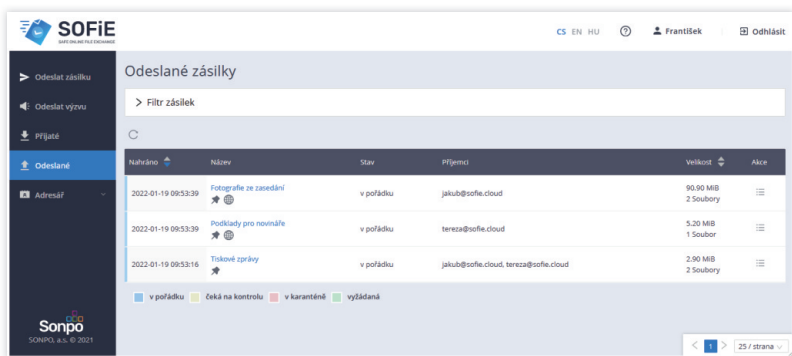 SOFiE
SAFE ONLINE FILE EXCHANGE
CS EN HU
František
Odhlásit
Odeslat zásilku
Odeslat výzvu
Přijaté
Odeslané
Adresář
Odeslané zásilky
Filtr zásilek
Nahráno Název Stav Příjemci Velikost Akce
2022-01-19 09:53:39 Fotografie ze zasedání v pořádku jakub@sofie.cloud 90.90 MiB
2 Soubory
2022-01-19 09:53:39 Podklady pro novináře v pořádku tereza@sofie.cloud 5.20 MiB
1 Soubor
2022-01-19 09:53:16 Tiskové zprávy v pořádku jakub@sofie.cloud, tereza@sofie.cloud 2.90 MiB
2 Soubory
v pořádku čeká na kontrolu v karanténě vyžádaná
Sonpo
SONPO, a.s. © 2021
1 25 / strana